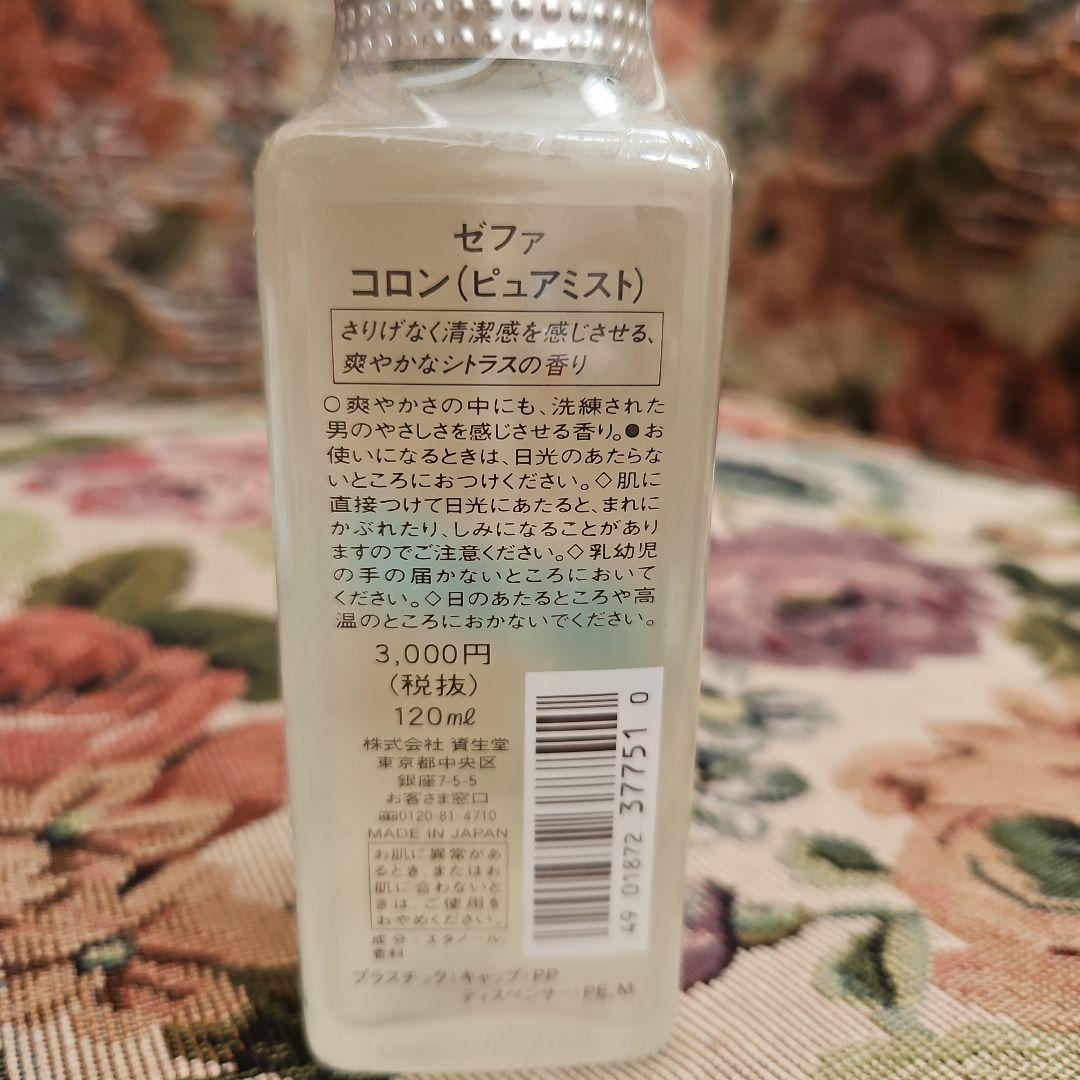 ゼファ
コロン(ピュアミスト)
さりげなく清潔感を感じさせる、
爽やかなシトラスの香り
○爽やかさの中にも、洗練された
男のやさしさを感じさせる香り。●お
使いになるときは、日光のあたらな
いところにおつけください。◇肌に
直接つけて日光にあたると、まれに
かぶれたり、しみになることがあり
ますのでご注意ください。◇乳幼児
の手の届かないところにおいて
ください。◇日のあたるところや高
温のところにおかないでください。
3,000円
(税抜)
120ml
株式会社 資生堂
東京都中央区
銀座7-5-5
お客さま窓口
0120-81-4710
MADE IN JAPAN
お肌に異常があ
るとき、またはお
肌に合わないと
きは、ご使用を
おやめください。
成分:エタノール、
香料
プラスチック:キャップ:PP
ディスペンサー:PE,M
49 01872 37751 0